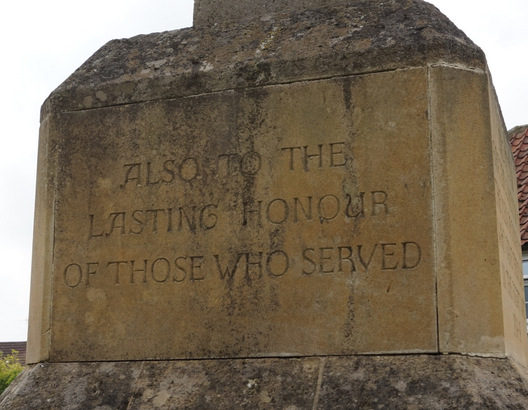 ALSO TO THE
LASTING HONOUR
OF THOSE WHO SERVED